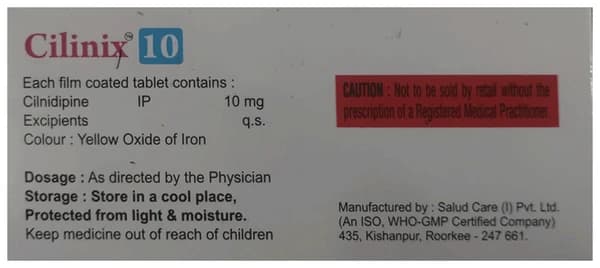 Cilinix™ 10
Each film coated tablet contains :
Cilnidipine IP 10 mg
Excipients q.s.
Colour : Yellow Oxide of Iron
Dosage : As directed by the Physician
Storage : Store in a cool place,
Protected from light & moisture.
Keep medicine out of reach of children
CAUTION : Not to be sold by retail without the
prescription of a Registered Medical Practitioner.
Manufactured by : Salud Care (I) Pvt. Ltd.
(An ISO, WHO-GMP Certified Company)
435, Kishanpur, Roorkee - 247 661.